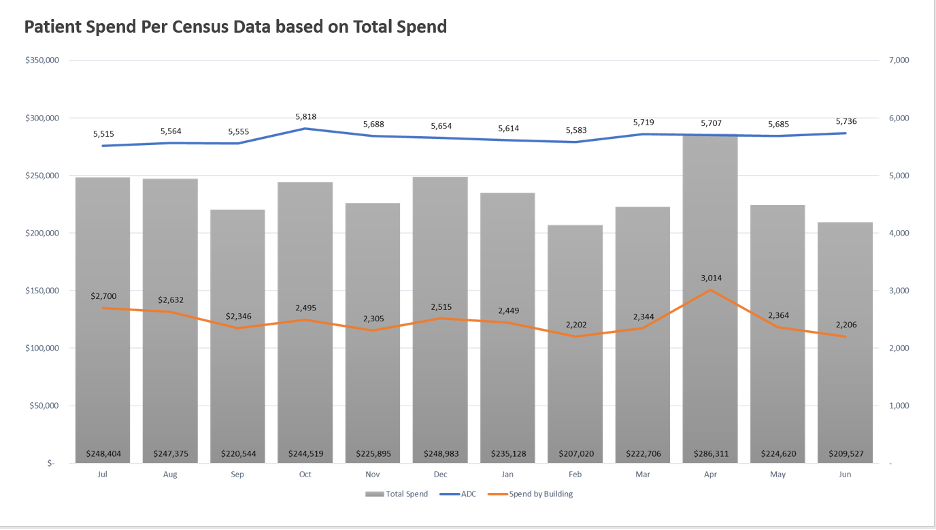 Patient Spend Per Census Data based on Total Spend
$350,000 7,000
5,818
$300,000 5,515 5,564 5,555 5,688 5,654 5,614 5,583 5,719 5,707 5,685 5,736 6,000
$250,000 5,000
$200,000 4,000
$150,000 3,014 3,000
$2,700 $2,632 $2,346 2,495 2,305 2,515 2,449 2,202 2,344 2,364 2,206
$100,000 2,000
$50,000 1,000
$248,404 $247,375 $220,544 $244,519 $225,895 $248,983 $235,128 $207,020 $222,706 $286,311 $224,620 $209,527
$- -
Jul Aug Sep Oct Nov Dec Jan Feb Mar Apr May Jun
Total Spend ADC Spend by Building